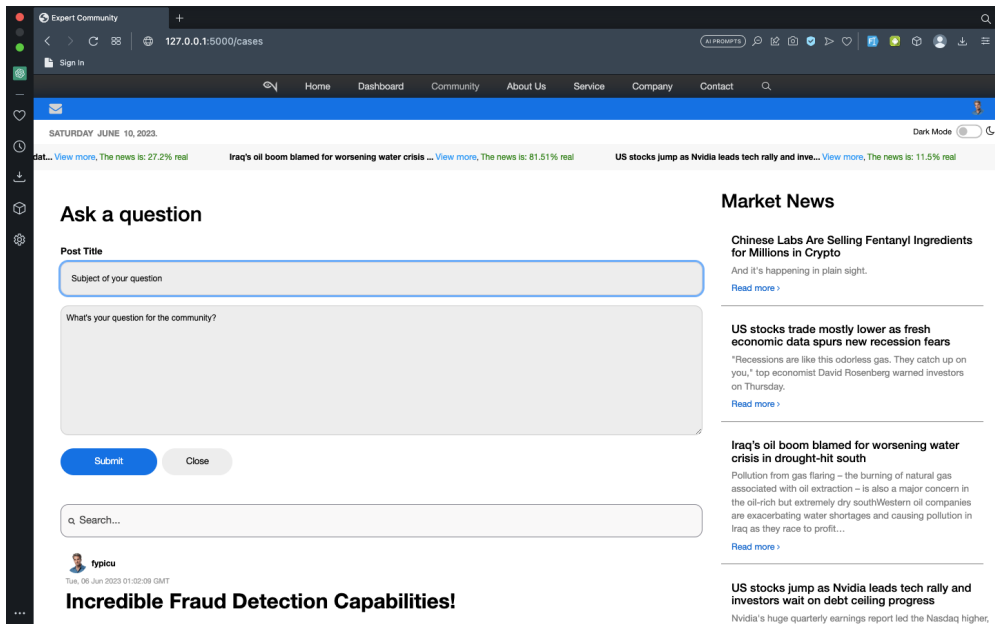 Expert Community
127.0.0.1:5000/cases
AI PROMPTS
Sign In
Home Dashboard Community About Us Service Company Contact
SATURDAY JUNE 10, 2023.
Dark Mode
dat... View more, The news is: 27.2% real
Iraq's oil boom blamed for worsening water crisis ... View more, The news is: 81.51% real
US stocks jump as Nvidia leads tech rally and inve... View more, The news is: 11.5% real
Ask a question
Post Title
Subject of your question
What's your question for the community?
Submit Close
Search...
fypicu
Tue, 06 Jun 2023 01:02:09 GMT
Incredible Fraud Detection Capabilities!
Market News
Chinese Labs Are Selling Fentanyl Ingredients
for Millions in Crypto
And it's happening in plain sight.
Read more ›
US stocks trade mostly lower as fresh
economic data spurs new recession fears
"Recessions are like this odorless gas. They catch up on
you," top economist David Rosenberg warned investors
on Thursday.
Read more ›
Iraq's oil boom blamed for worsening water
crisis in drought-hit south
Pollution from gas flaring – the burning of natural gas
associated with oil extraction – is also a major concern in
the oil-rich but extremely dry southWestern oil companies
are exacerbating water shortages and causing pollution in
Iraq as they race to profit…
Read more ›
US stocks jump as Nvidia leads tech rally and
investors wait on debt ceiling progress
Nvidia's huge quarterly earnings report led the Nasdaq higher,